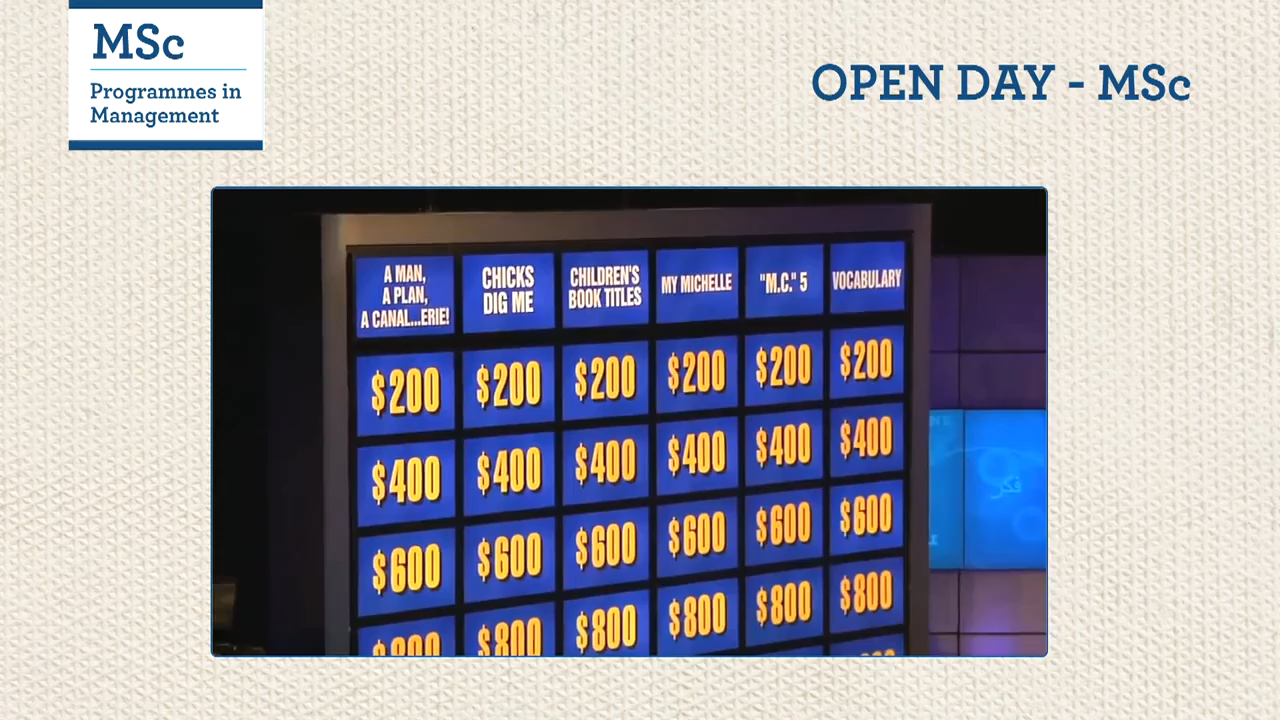 MSc
Programmes in
Management
OPEN DAY - MSc
A MAN,
A PLAN,
A CANAL...ERIE!
CHICKS
DIG ME
CHILDREN'S
BOOK TITLES
MY MICHELLE
"M.C." 5
VOCABULARY
$200 $200 $200 $200 $200 $200
$400 $400 $400 $400 $400 $400
$600 $600 $600 $600 $600 $600
$800 $800 $800 $800 $800 $800
فكر